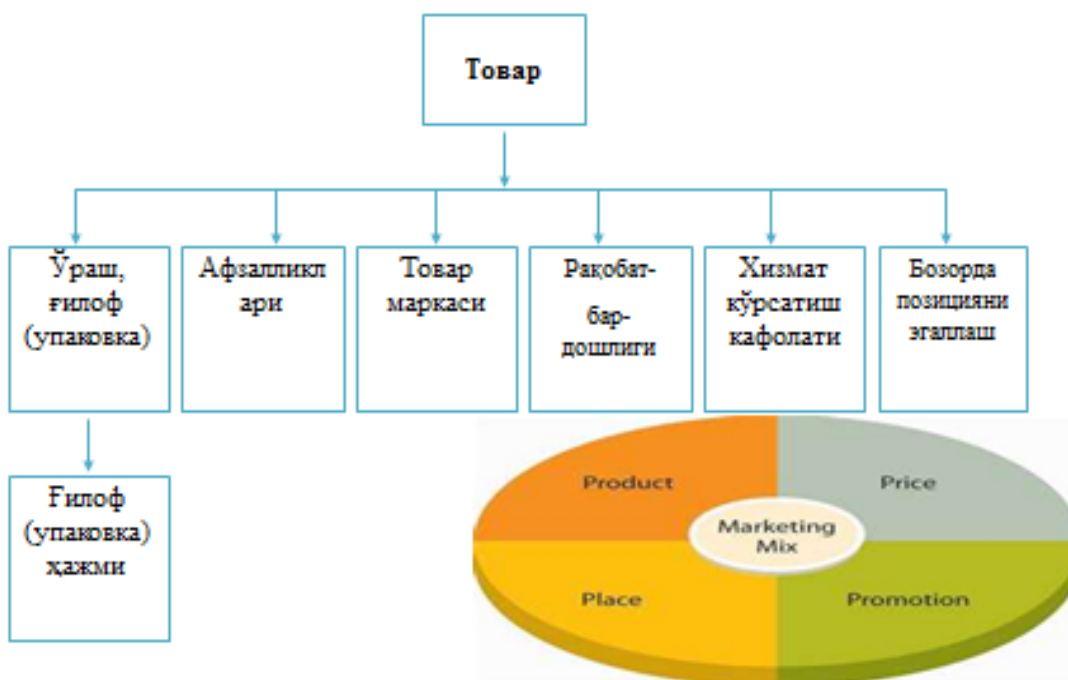 Товар
Ўраш,
ғилоф
(упаковка)
Афзалликл
ари
Товар
маркаси
Рақобат-
бар-
дошлиги
Хизмат
кўрсатиш
кафолати
Бозорда
позицияни
эгаллаш
Ғилоф
(упаковка)
ҳажми
Product
Price
Marketing
Mix
Place
Promotion